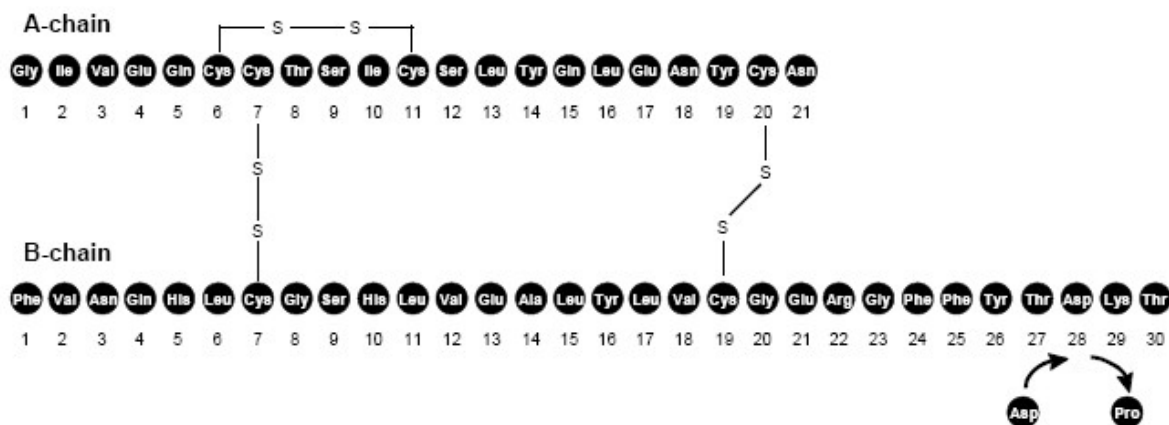 A-chain
S S
Gly Ile Val Glu Gln Cys Cys Thr Ser Ile Cys Ser Leu Tyr Gln Leu Glu Asn Tyr Cys Asn
1 2 3 4 5 6 7 8 9 10 11 12 13 14 15 16 17 18 19 20 21
S S
S S
B-chain
Phe Val Asn Gln His Leu Cys Gly Ser His Leu Val Glu Ala Leu Tyr Leu Val Cys Gly Glu Arg Gly Phe Phe Tyr Thr Asp Lys Thr
1 2 3 4 5 6 7 8 9 10 11 12 13 14 15 16 17 18 19 20 21 22 23 24 25 26 27 28 29 30
Asp Pro